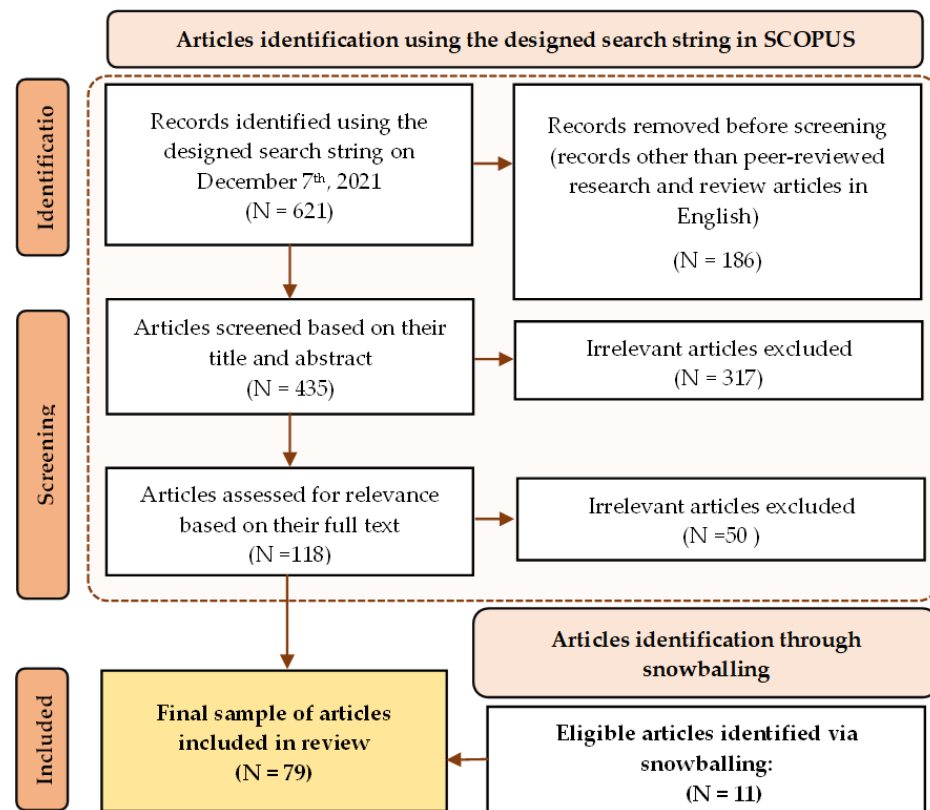 Articles identification using the designed search string in SCOPUS
Identificatio
Records identified using the
designed search string on
December 7th, 2021
(N = 621)
Records removed before screening
(records other than peer-reviewed
research and review articles in
English)
(N = 186)
Screening
Articles screened based on their
title and abstract
(N = 435)
Irrelevant articles excluded
(N = 317)
Articles assessed for relevance
based on their full text
(N =118)
Irrelevant articles excluded
(N =50 )
Articles identification through
snowballing
Included
Final sample of articles
included in review
(N = 79)
Eligible articles identified via
snowballing:
(N = 11)